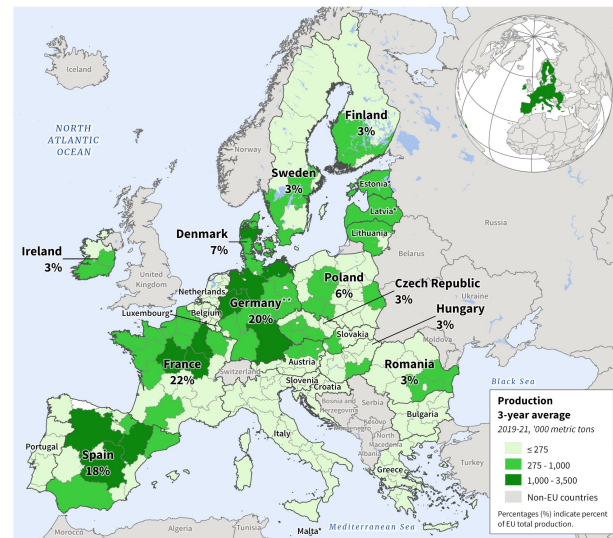 Iceland
NORTH
ATLANTIC
OCEAN
Norway
Finland
3%
Sweden
3%
Estonia*
Russia
Latvia*
Denmark
7%
Lithuania
Ireland
3%
Belarus
United
Kingdom
Netherlands
Poland
6%
Czech Republic
3%
Luxembourg*
Belgium
Germany**
20%
Ukraine
Hungary
3%
Slovakia
Moldova
Austria
France
22%
Switzerland
Romania
3%
Slovenia
Croatia
Black Sea
Bosnia and
Herzegovina
Serbia
Kosovo
Montenegro
Bulgaria
Italy
North
Macedonia
Albania
Portugal
Spain
18%
Greece
Turkey
Malta*
Mediterranean Sea
Morocco
Algeria
Tunisia
Production
3-year average
2019-21, '000 metric tons
≤ 275
275 - 1,000
1,000 - 3,500
Non-EU countries
Percentages (%) indicate percent
of EU total production.